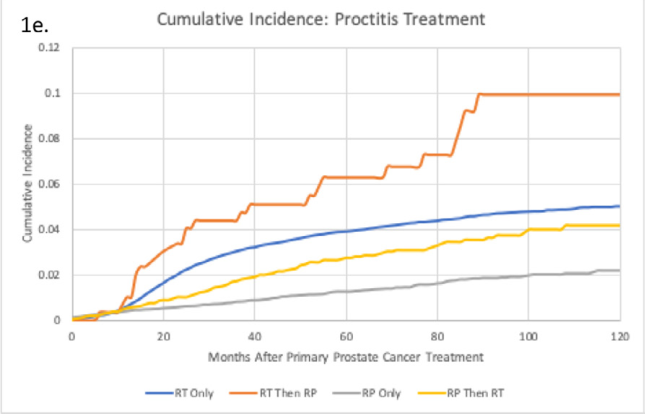 1e.
Cumulative Incidence: Proctitis Treatment
0.12
0.1
0.08
0.06
0.04
0.02
0
Cumulative Incidence
0 20 40 60 80 100 120
Months After Primary Prostate Cancer Treatment
RT Only RT Then RP RP Only RP Then RT